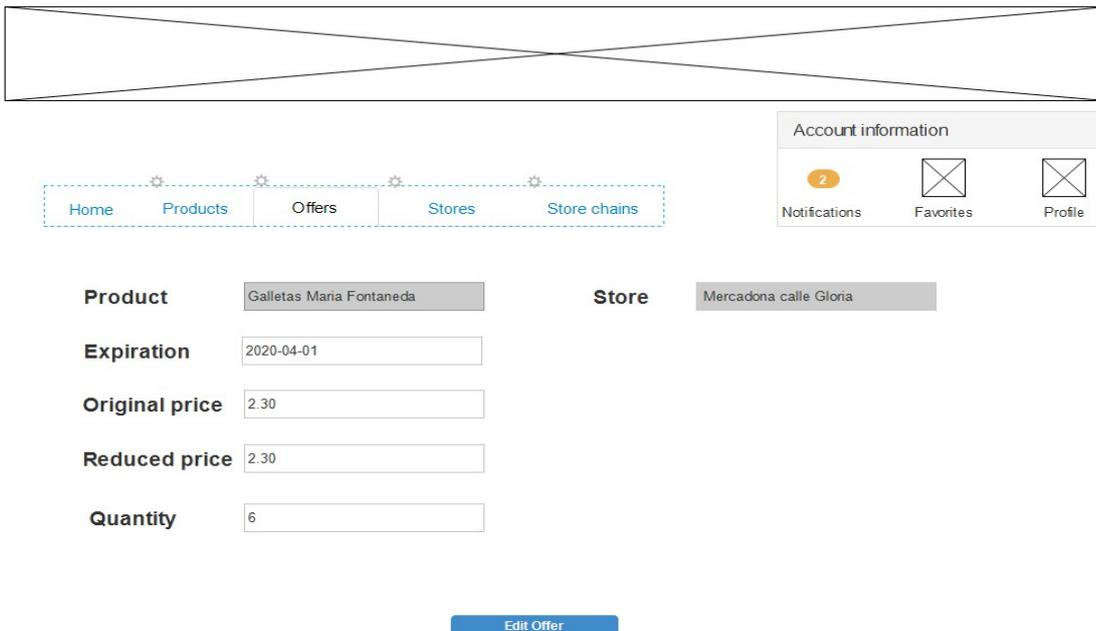 Account information
2
Notifications Favorites Profile
Home Products Offers Stores Store chains
Product Galletas Maria Fontaneda Store Mercadona calle Gloria
Expiration 2020-04-01
Original price 2.30
Reduced price 2.30
Quantity 6
Edit Offer